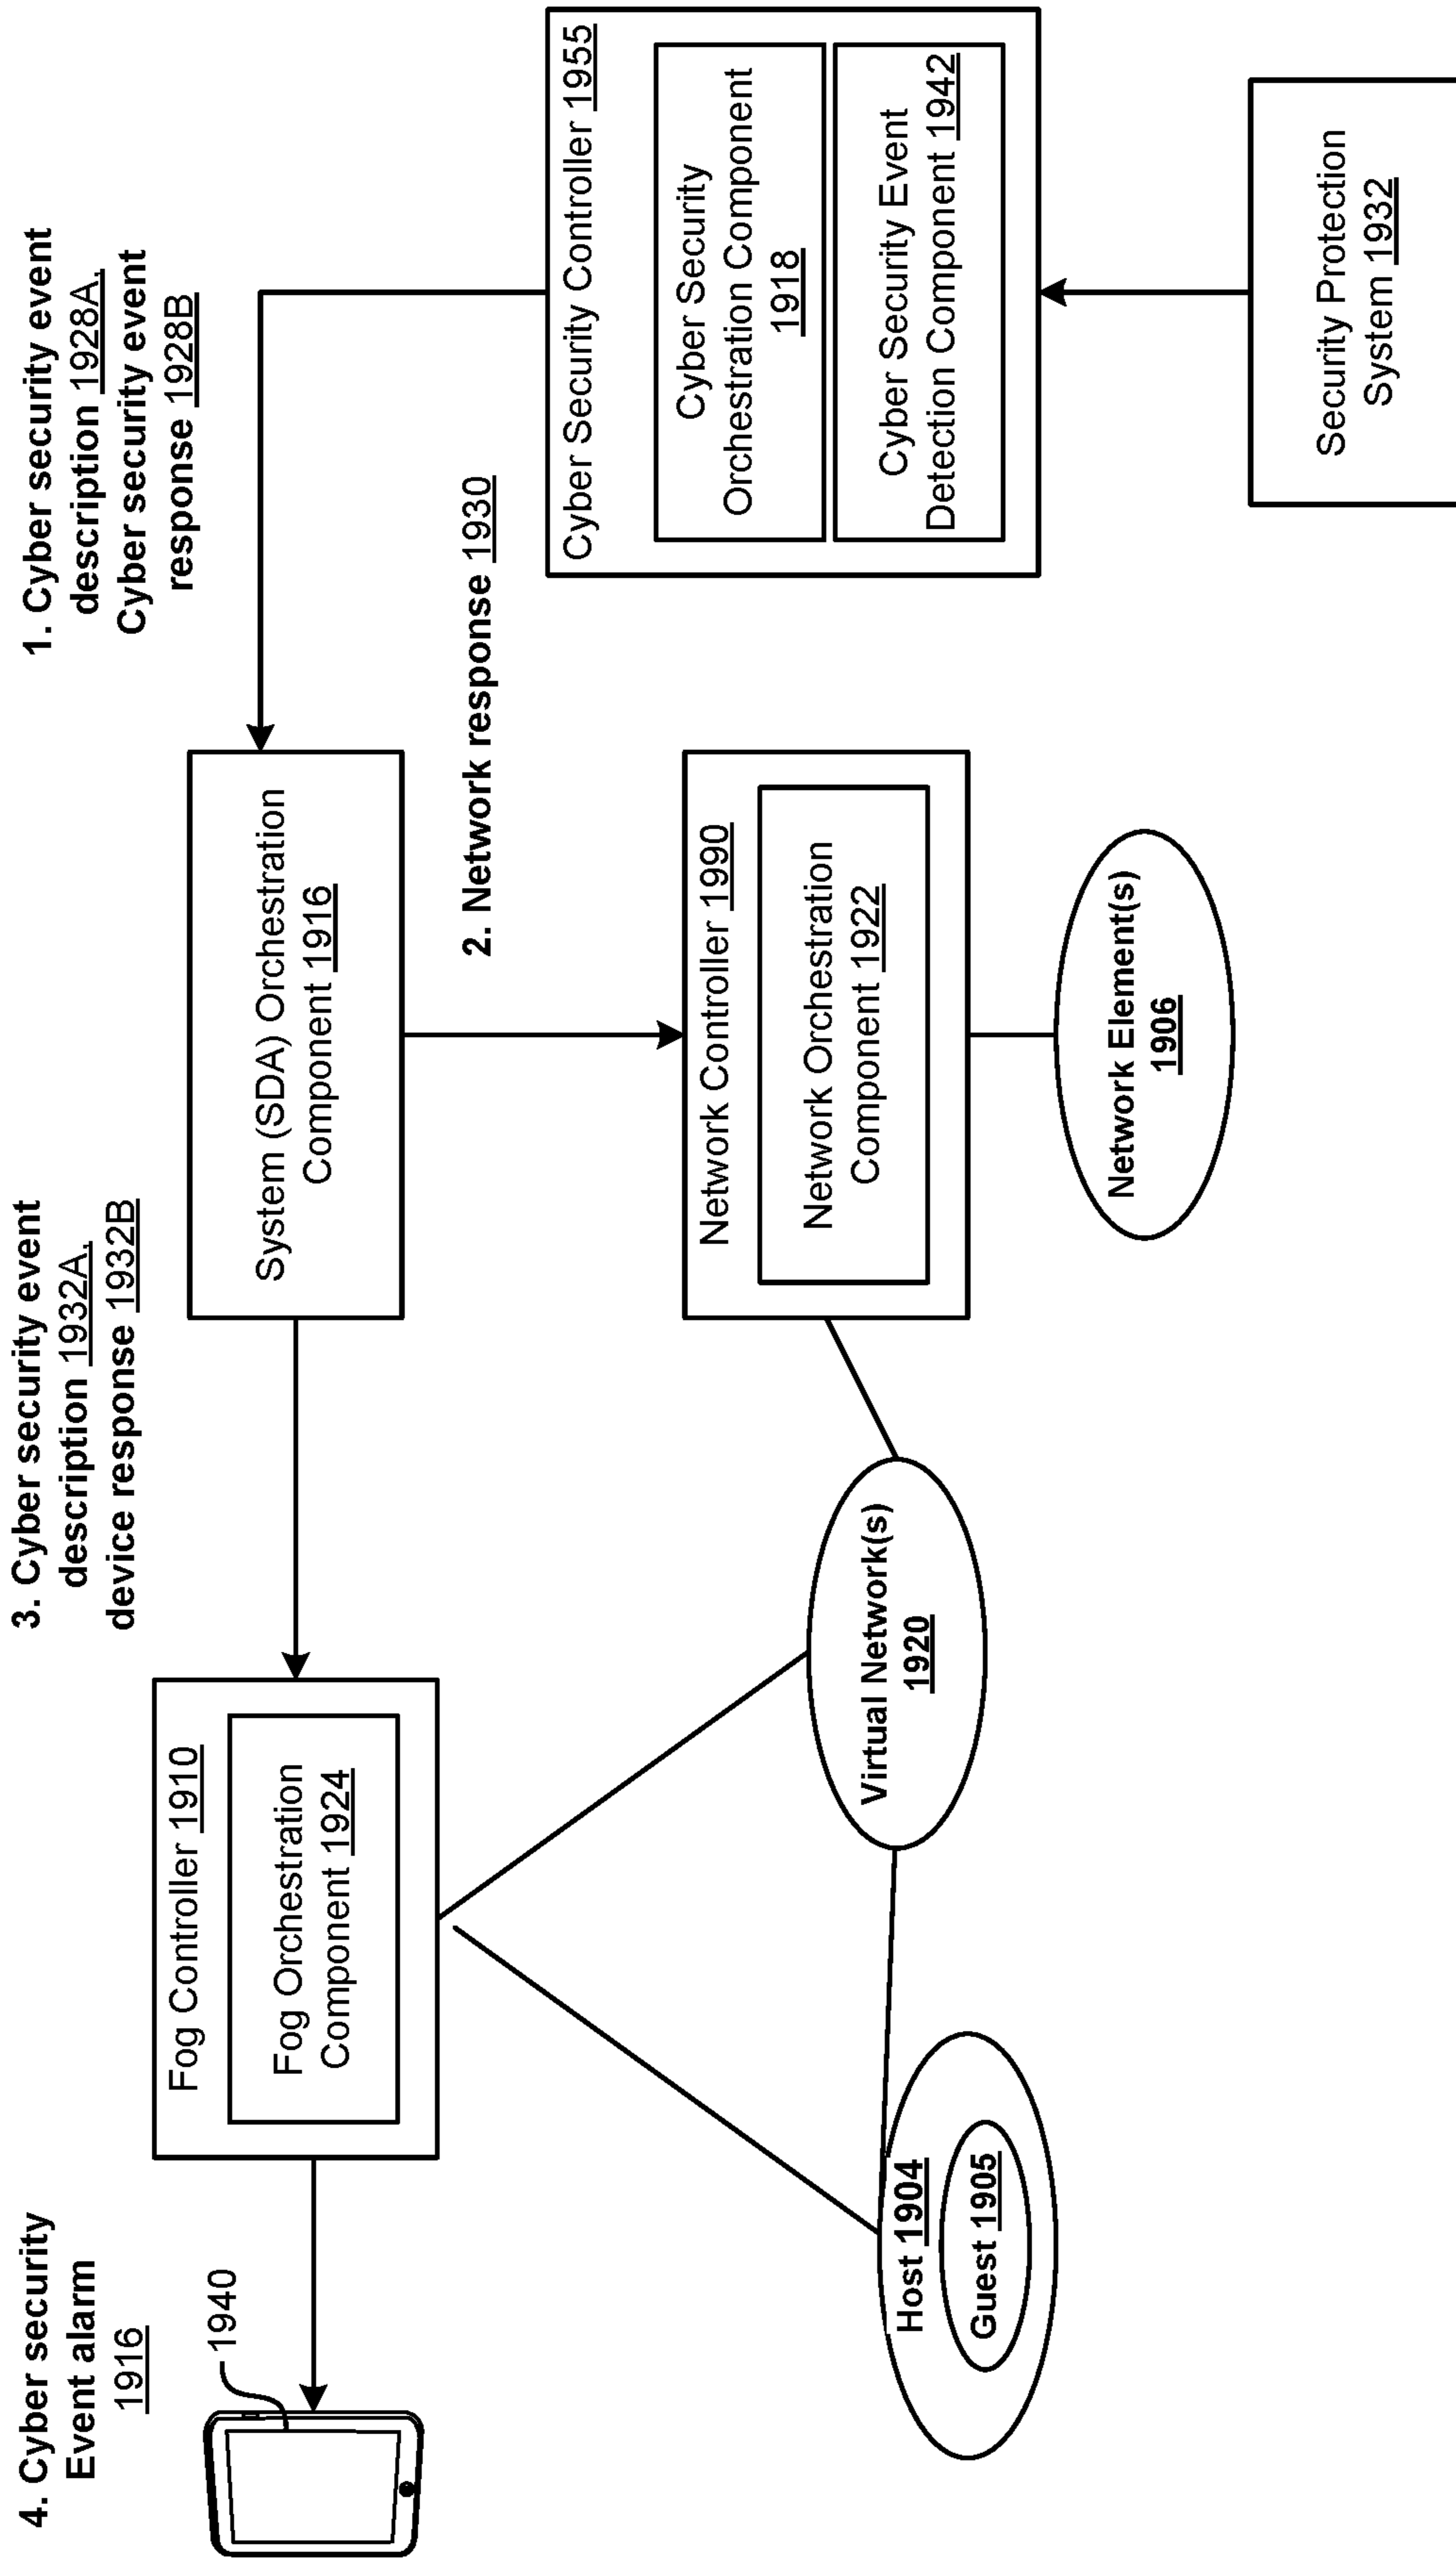 4. Cyber security
Event alarm
1916
1940
3. Cyber security event
description 1932A,
device response 1932B
1. Cyber security event
description 1928A,
Cyber security event
response 1928B
Fog Controller 1910
Fog Orchestration
Component 1924
System (SDA) Orchestration
Component 1916
2. Network response 1930
Cyber Security Controller 1955
Cyber Security
Orchestration Component
1918
Cyber Security Event
Detection Component 1942
Network Controller 1990
Network Orchestration
Component 1922
Host 1904
Guest 1905
Virtual Network(s)
1920
Network Element(s)
1906
Security Protection
System 1932